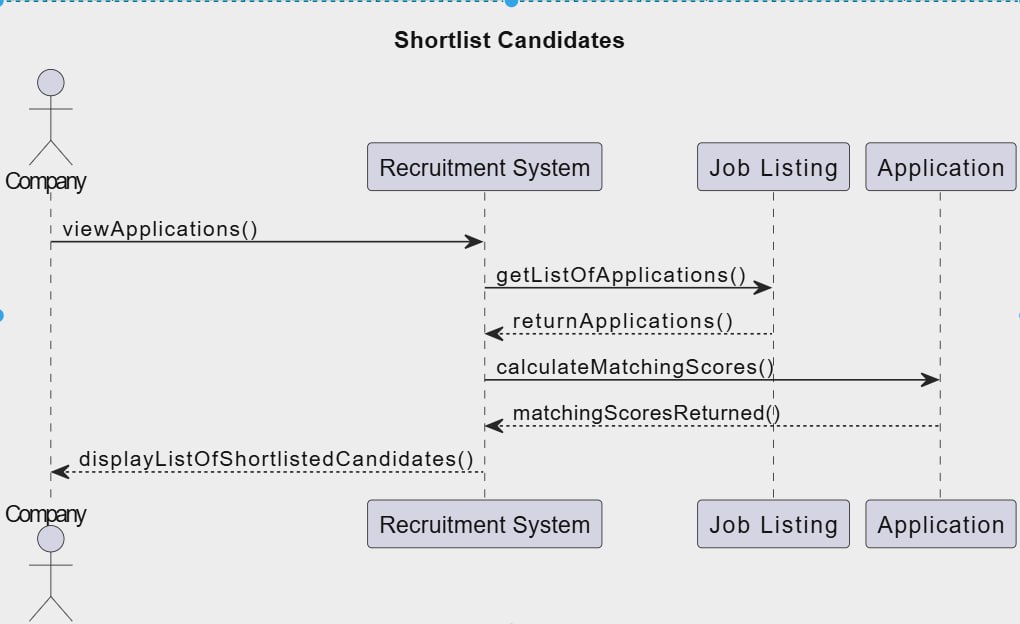 Shortlist Candidates
Company
Recruitment System
Job Listing
Application
viewApplications()
getListOfApplications()
returnApplications()
calculateMatchingScores()
matchingScoresReturned()
displayListOfShortlistedCandidates()
Company
Recruitment System
Job Listing
Application